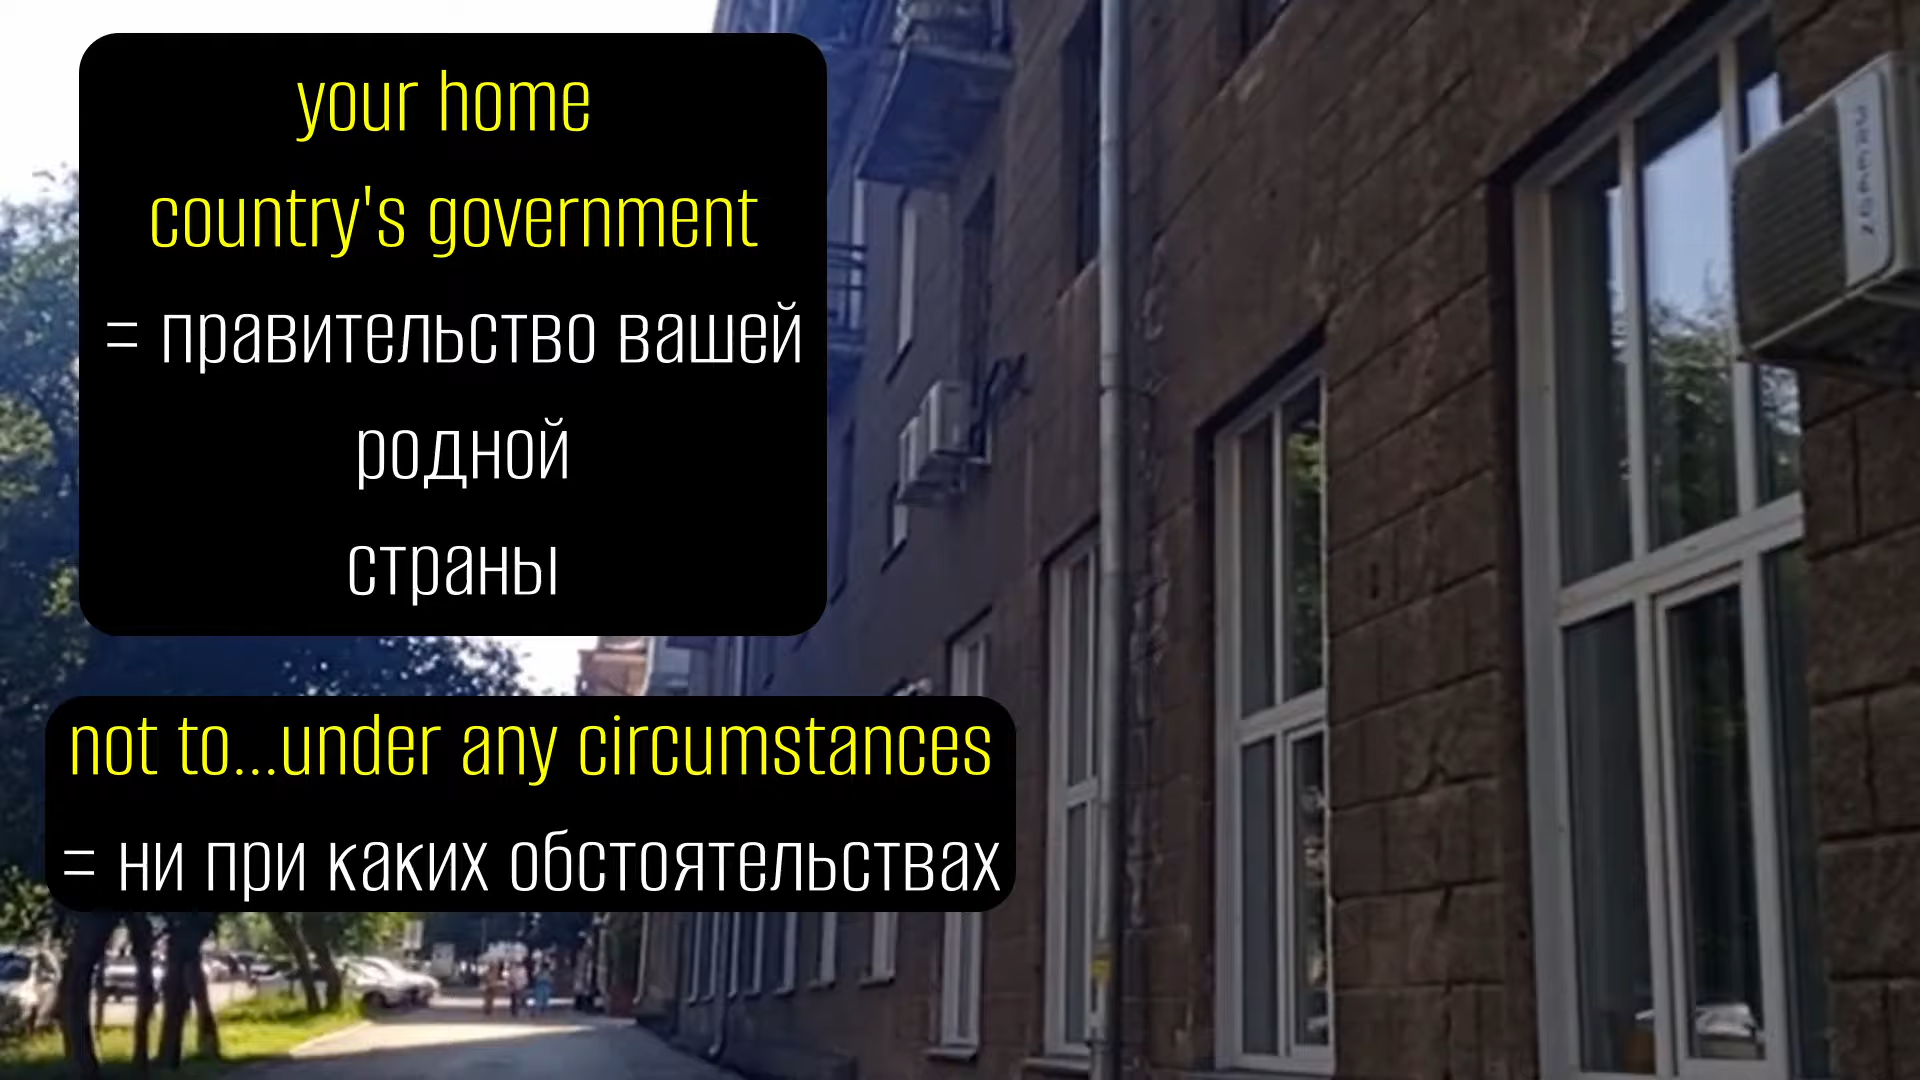 your home
country's government
= правительство вашей
родной
страны
not to...under any circumstances
= ни при каких обстоятельствах